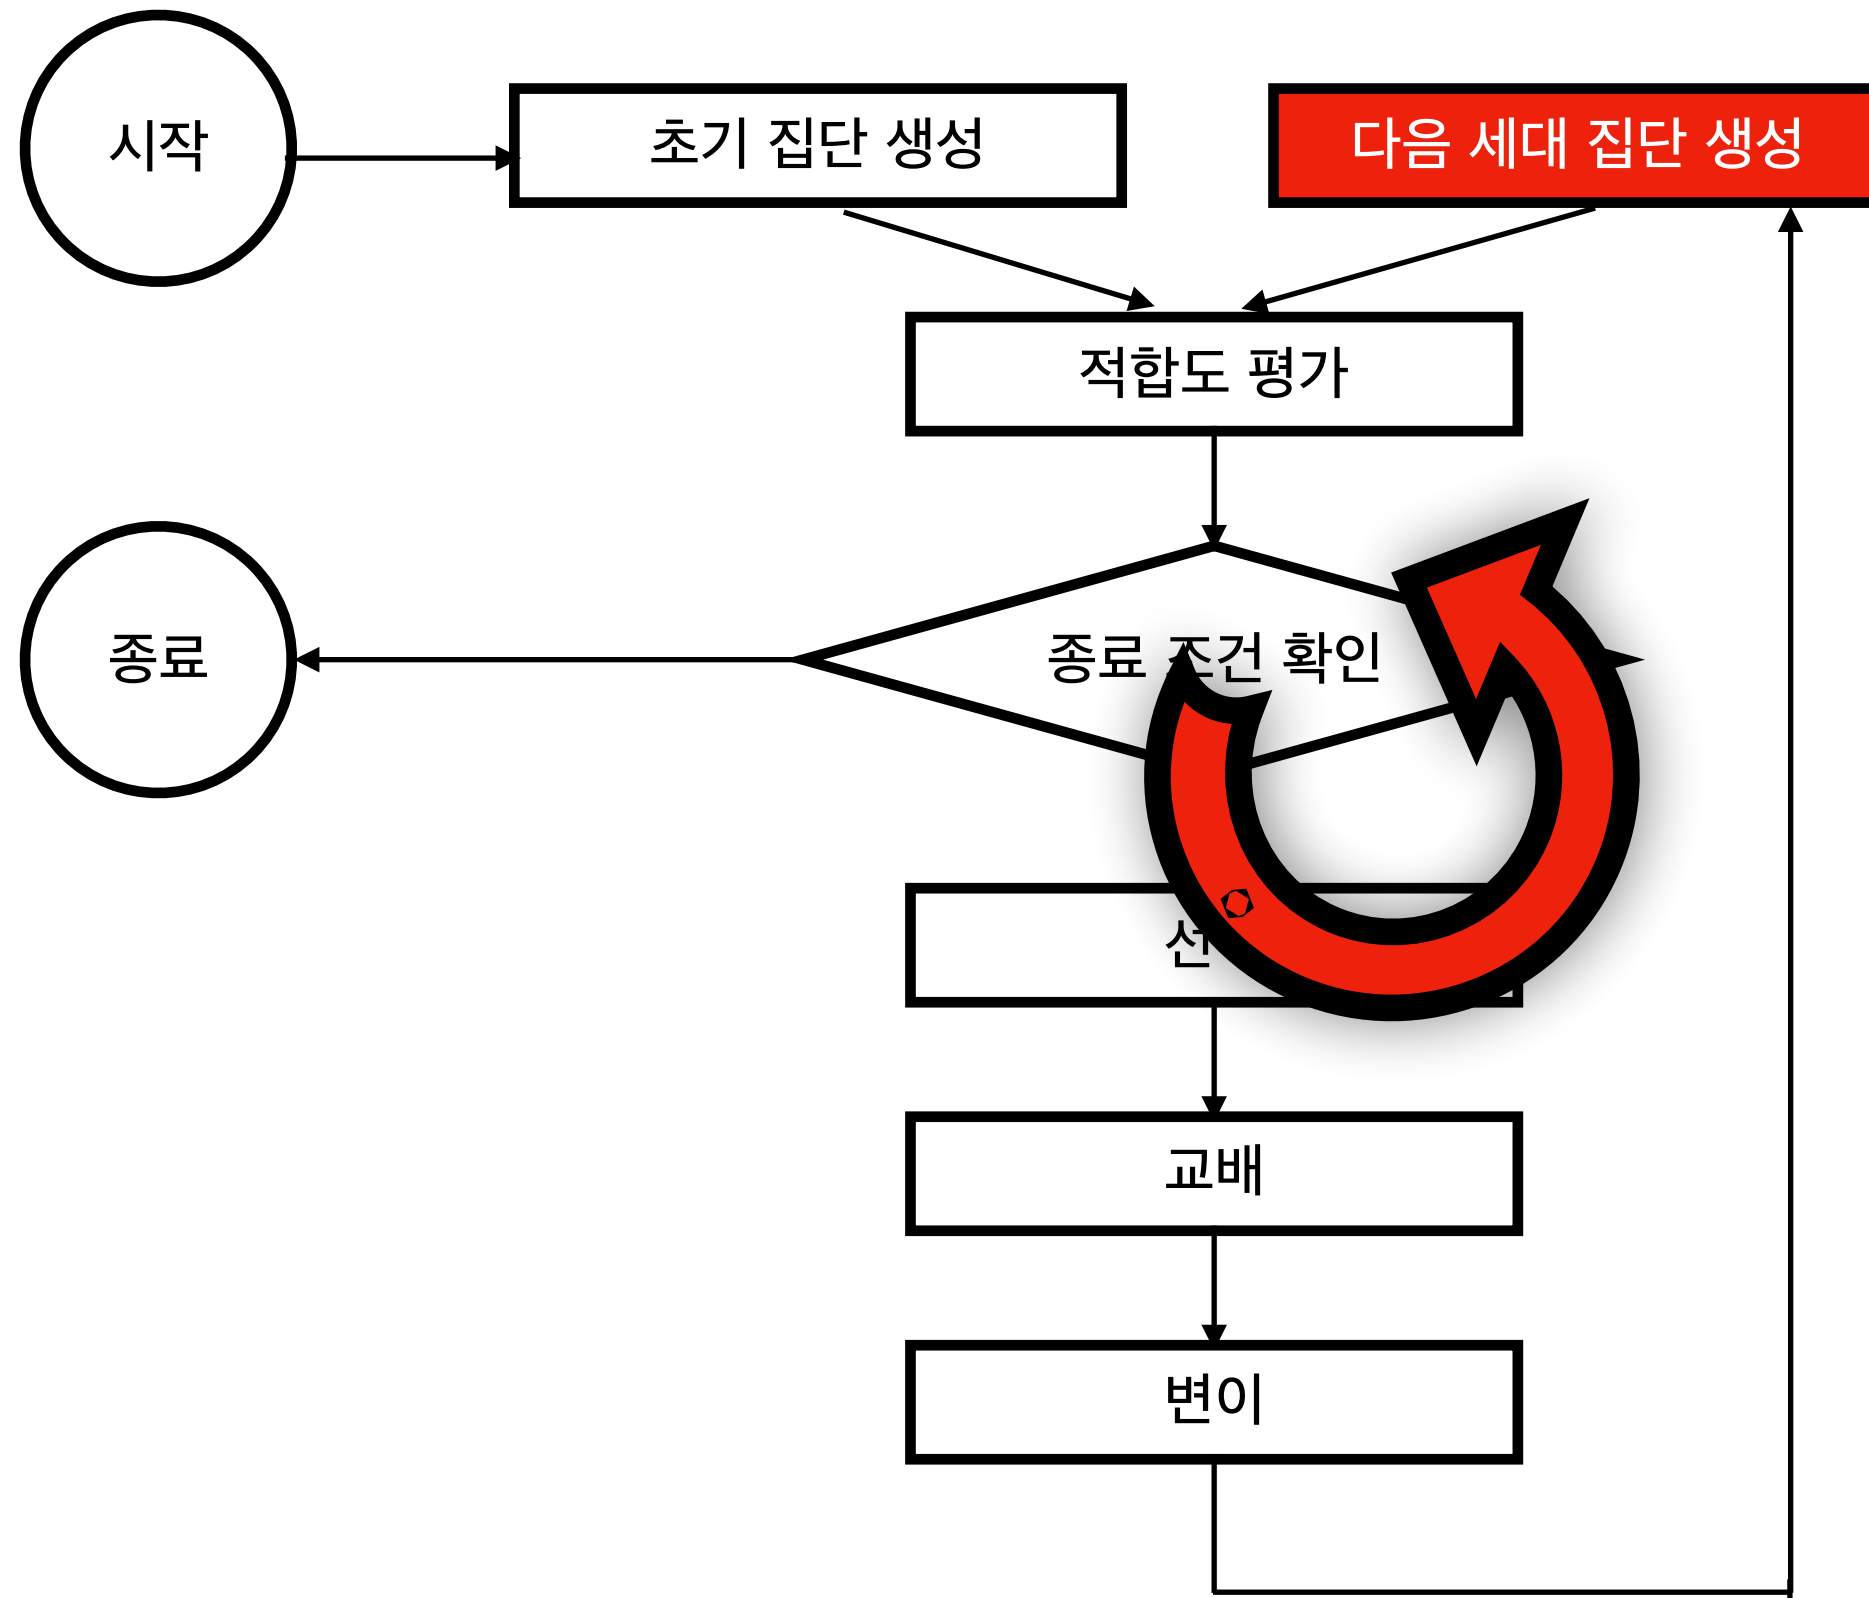 시작
초기 집단 생성
다음 세대 집단 생성
적합도 평가
종료
종료 조건 확인
교배
변이